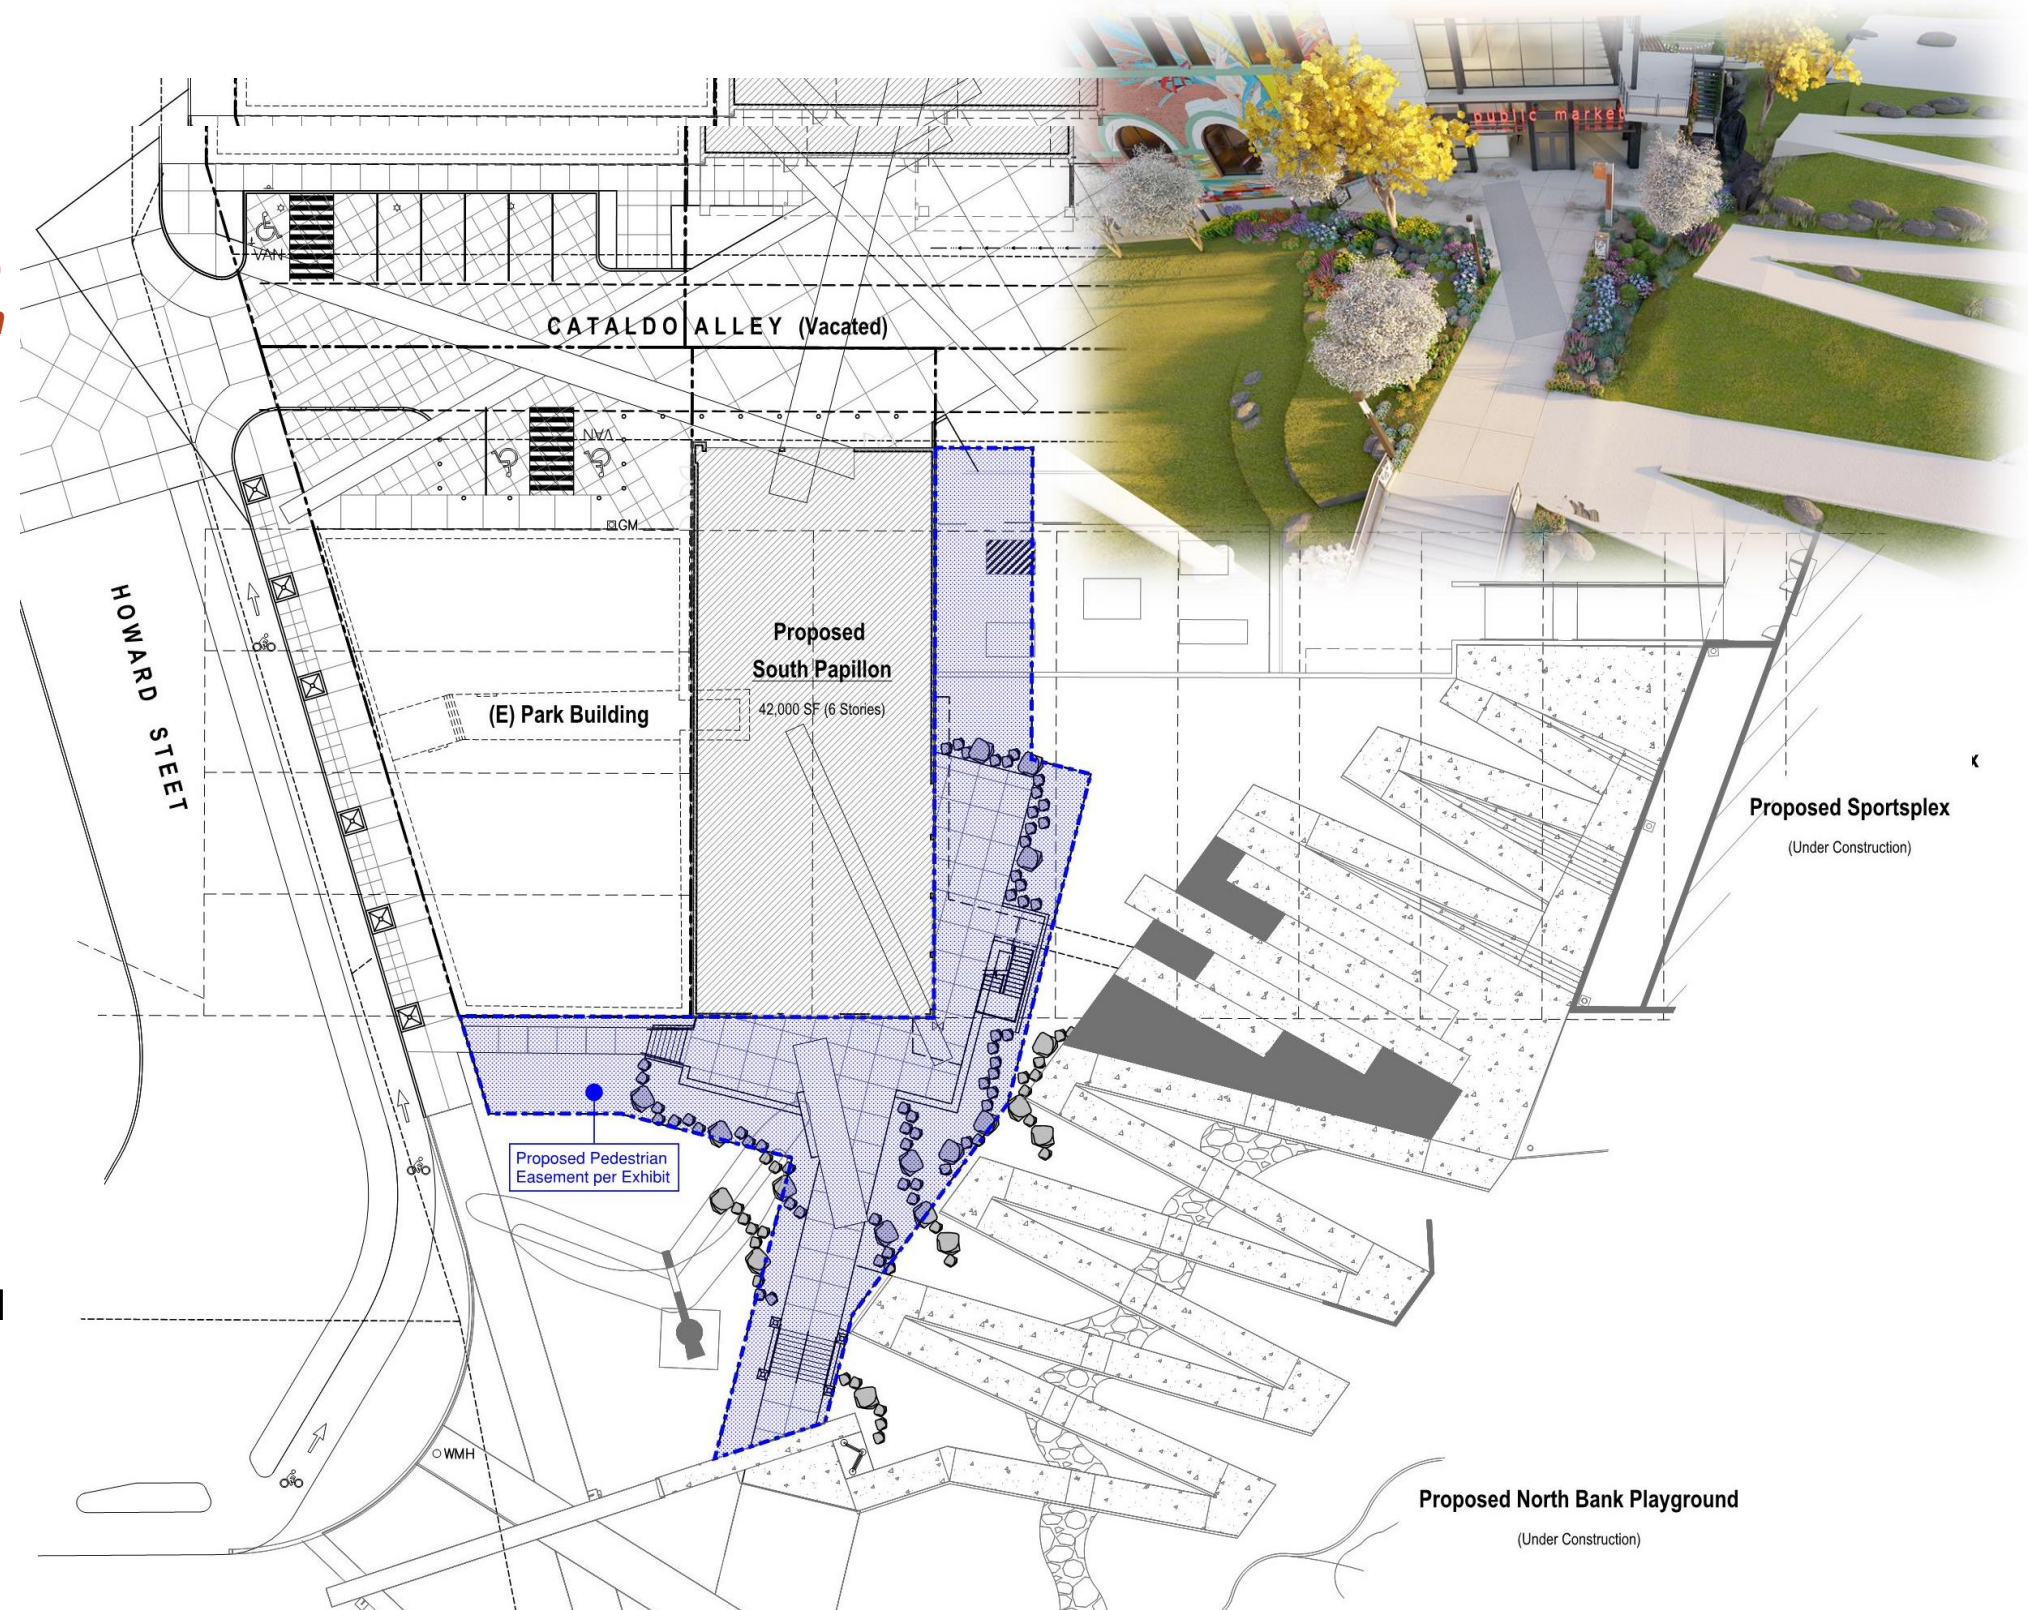 public market
VAN
CATALDO ALLEY (Vacated)
VAN
GM
HOWARD STEET
Proposed
South Papillon
42,000 SF (6 Stories)
(E) Park Building
Proposed Sportsplex
(Under Construction)
x
Proposed Pedestrian
Easement per Exhibit
WMH
Proposed North Bank Playground
(Under Construction)